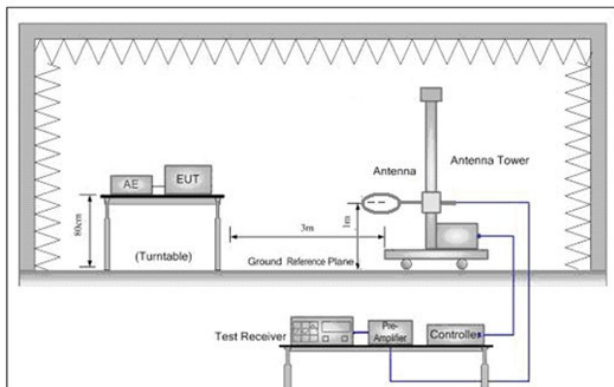 Antenna
Antenna Tower
AE
EUT
80cm
(Turntable)
3m
1m
Ground Reference Plane
Test Receiver
Pre-
Amplifier
Controller